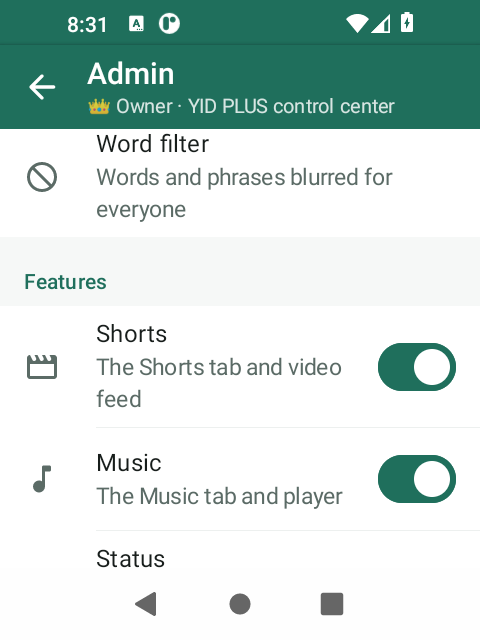 8:31
A
Admin
👑 Owner · YID PLUS control center
Word filter
Words and phrases blurred for
everyone
Features
Shorts
The Shorts tab and video
feed
Music
The Music tab and player
Status